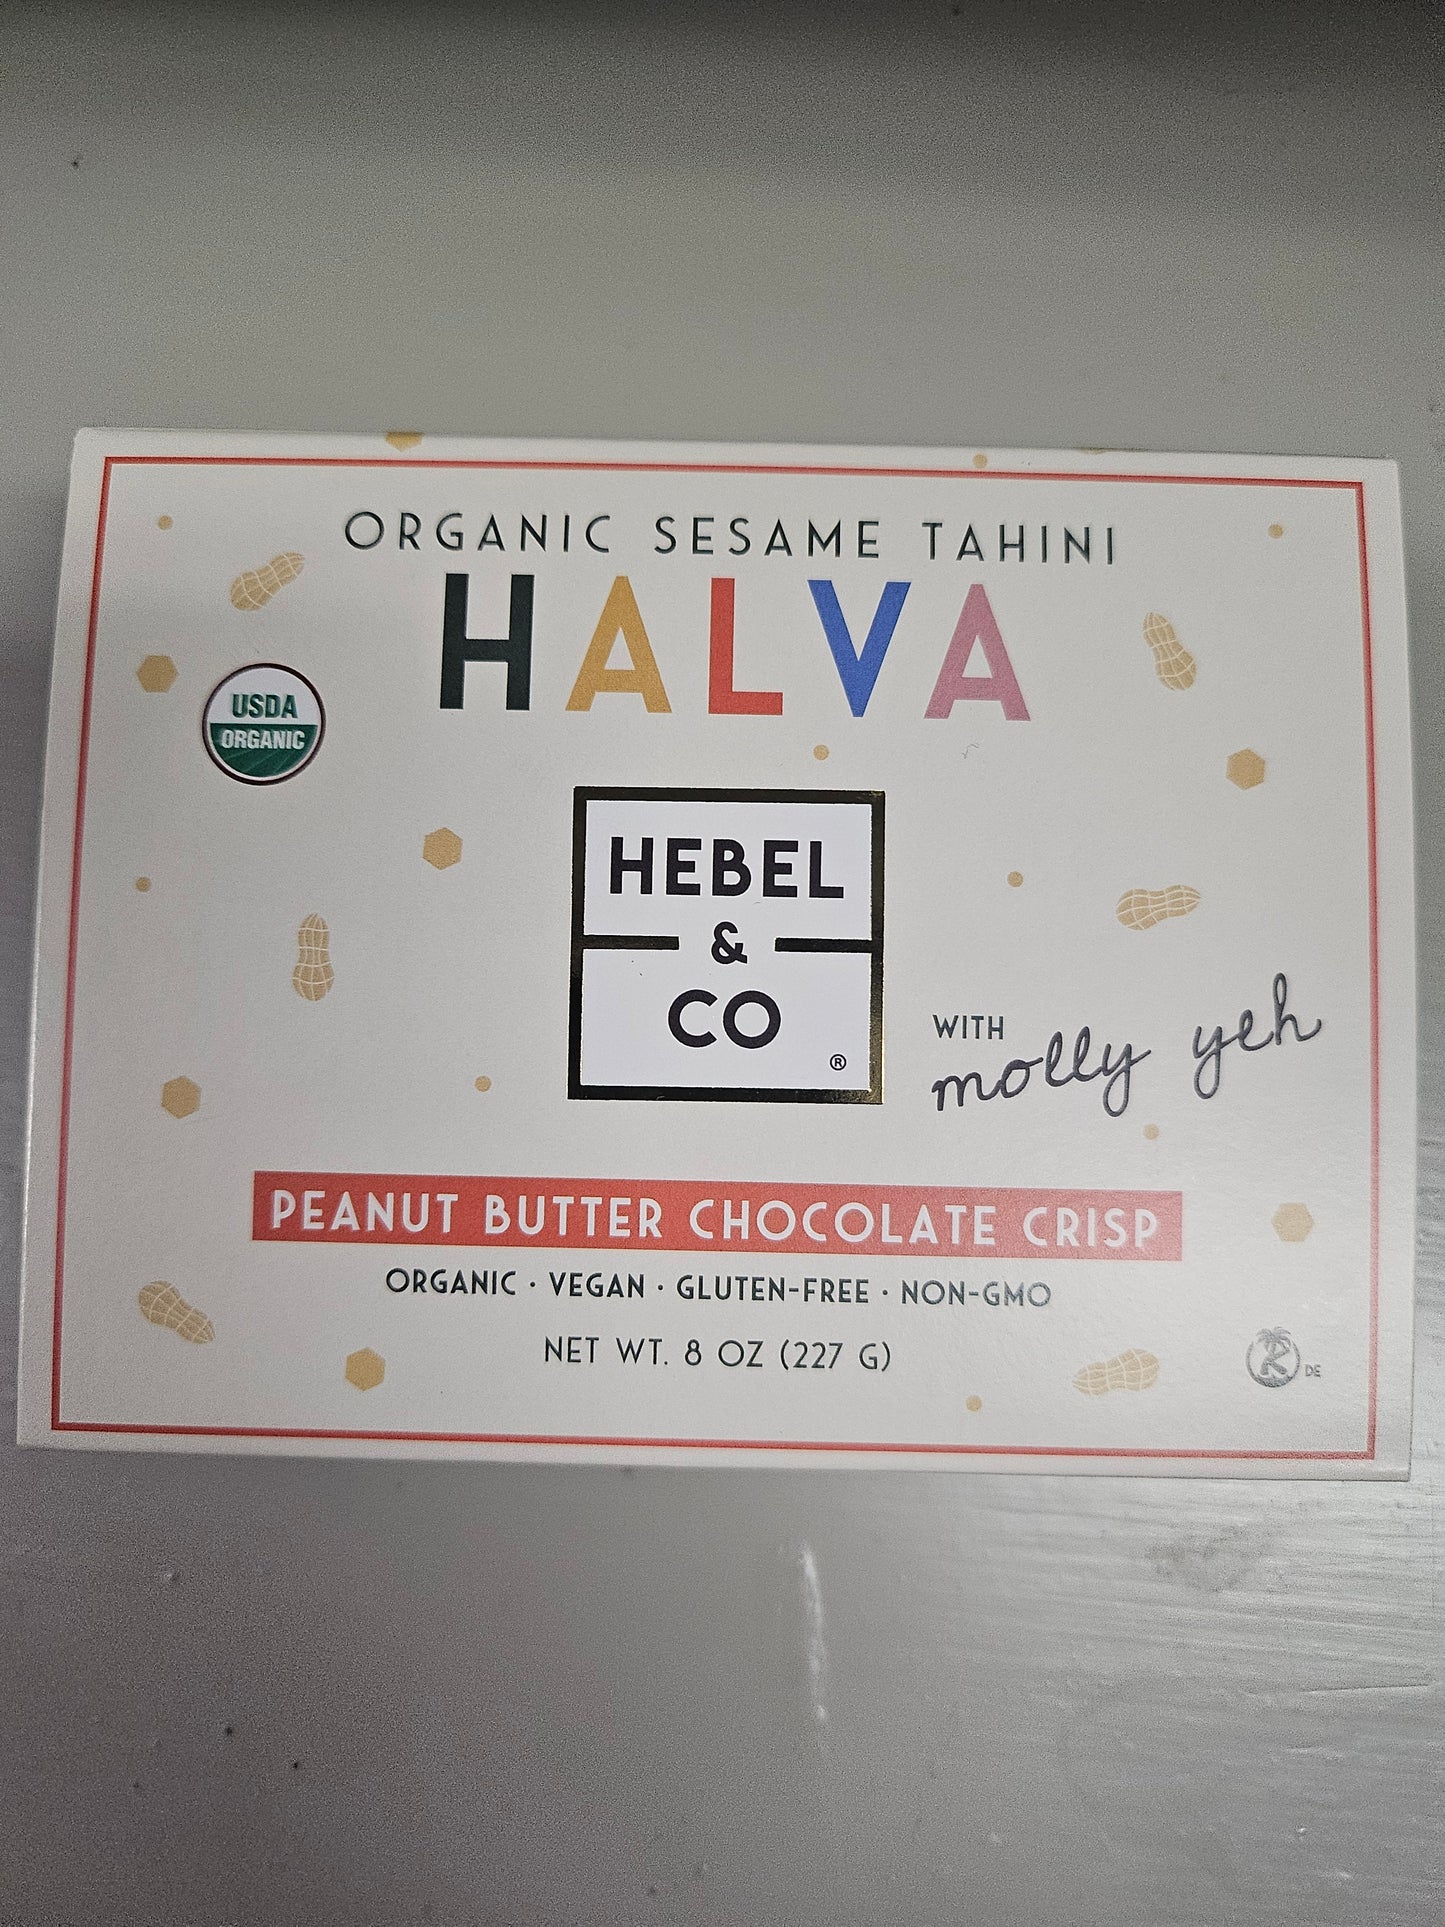 ORGANIC SESAME TAHINI
HALVA
USDA
ORGANIC
HEBEL
&
CO
®
WITH
molly yeh
PEANUT BUTTER CHOCOLATE CRISP
ORGANIC · VEGAN · GLUTEN-FREE · NON-GMO
NET WT. 8 OZ (227 G)
K DE